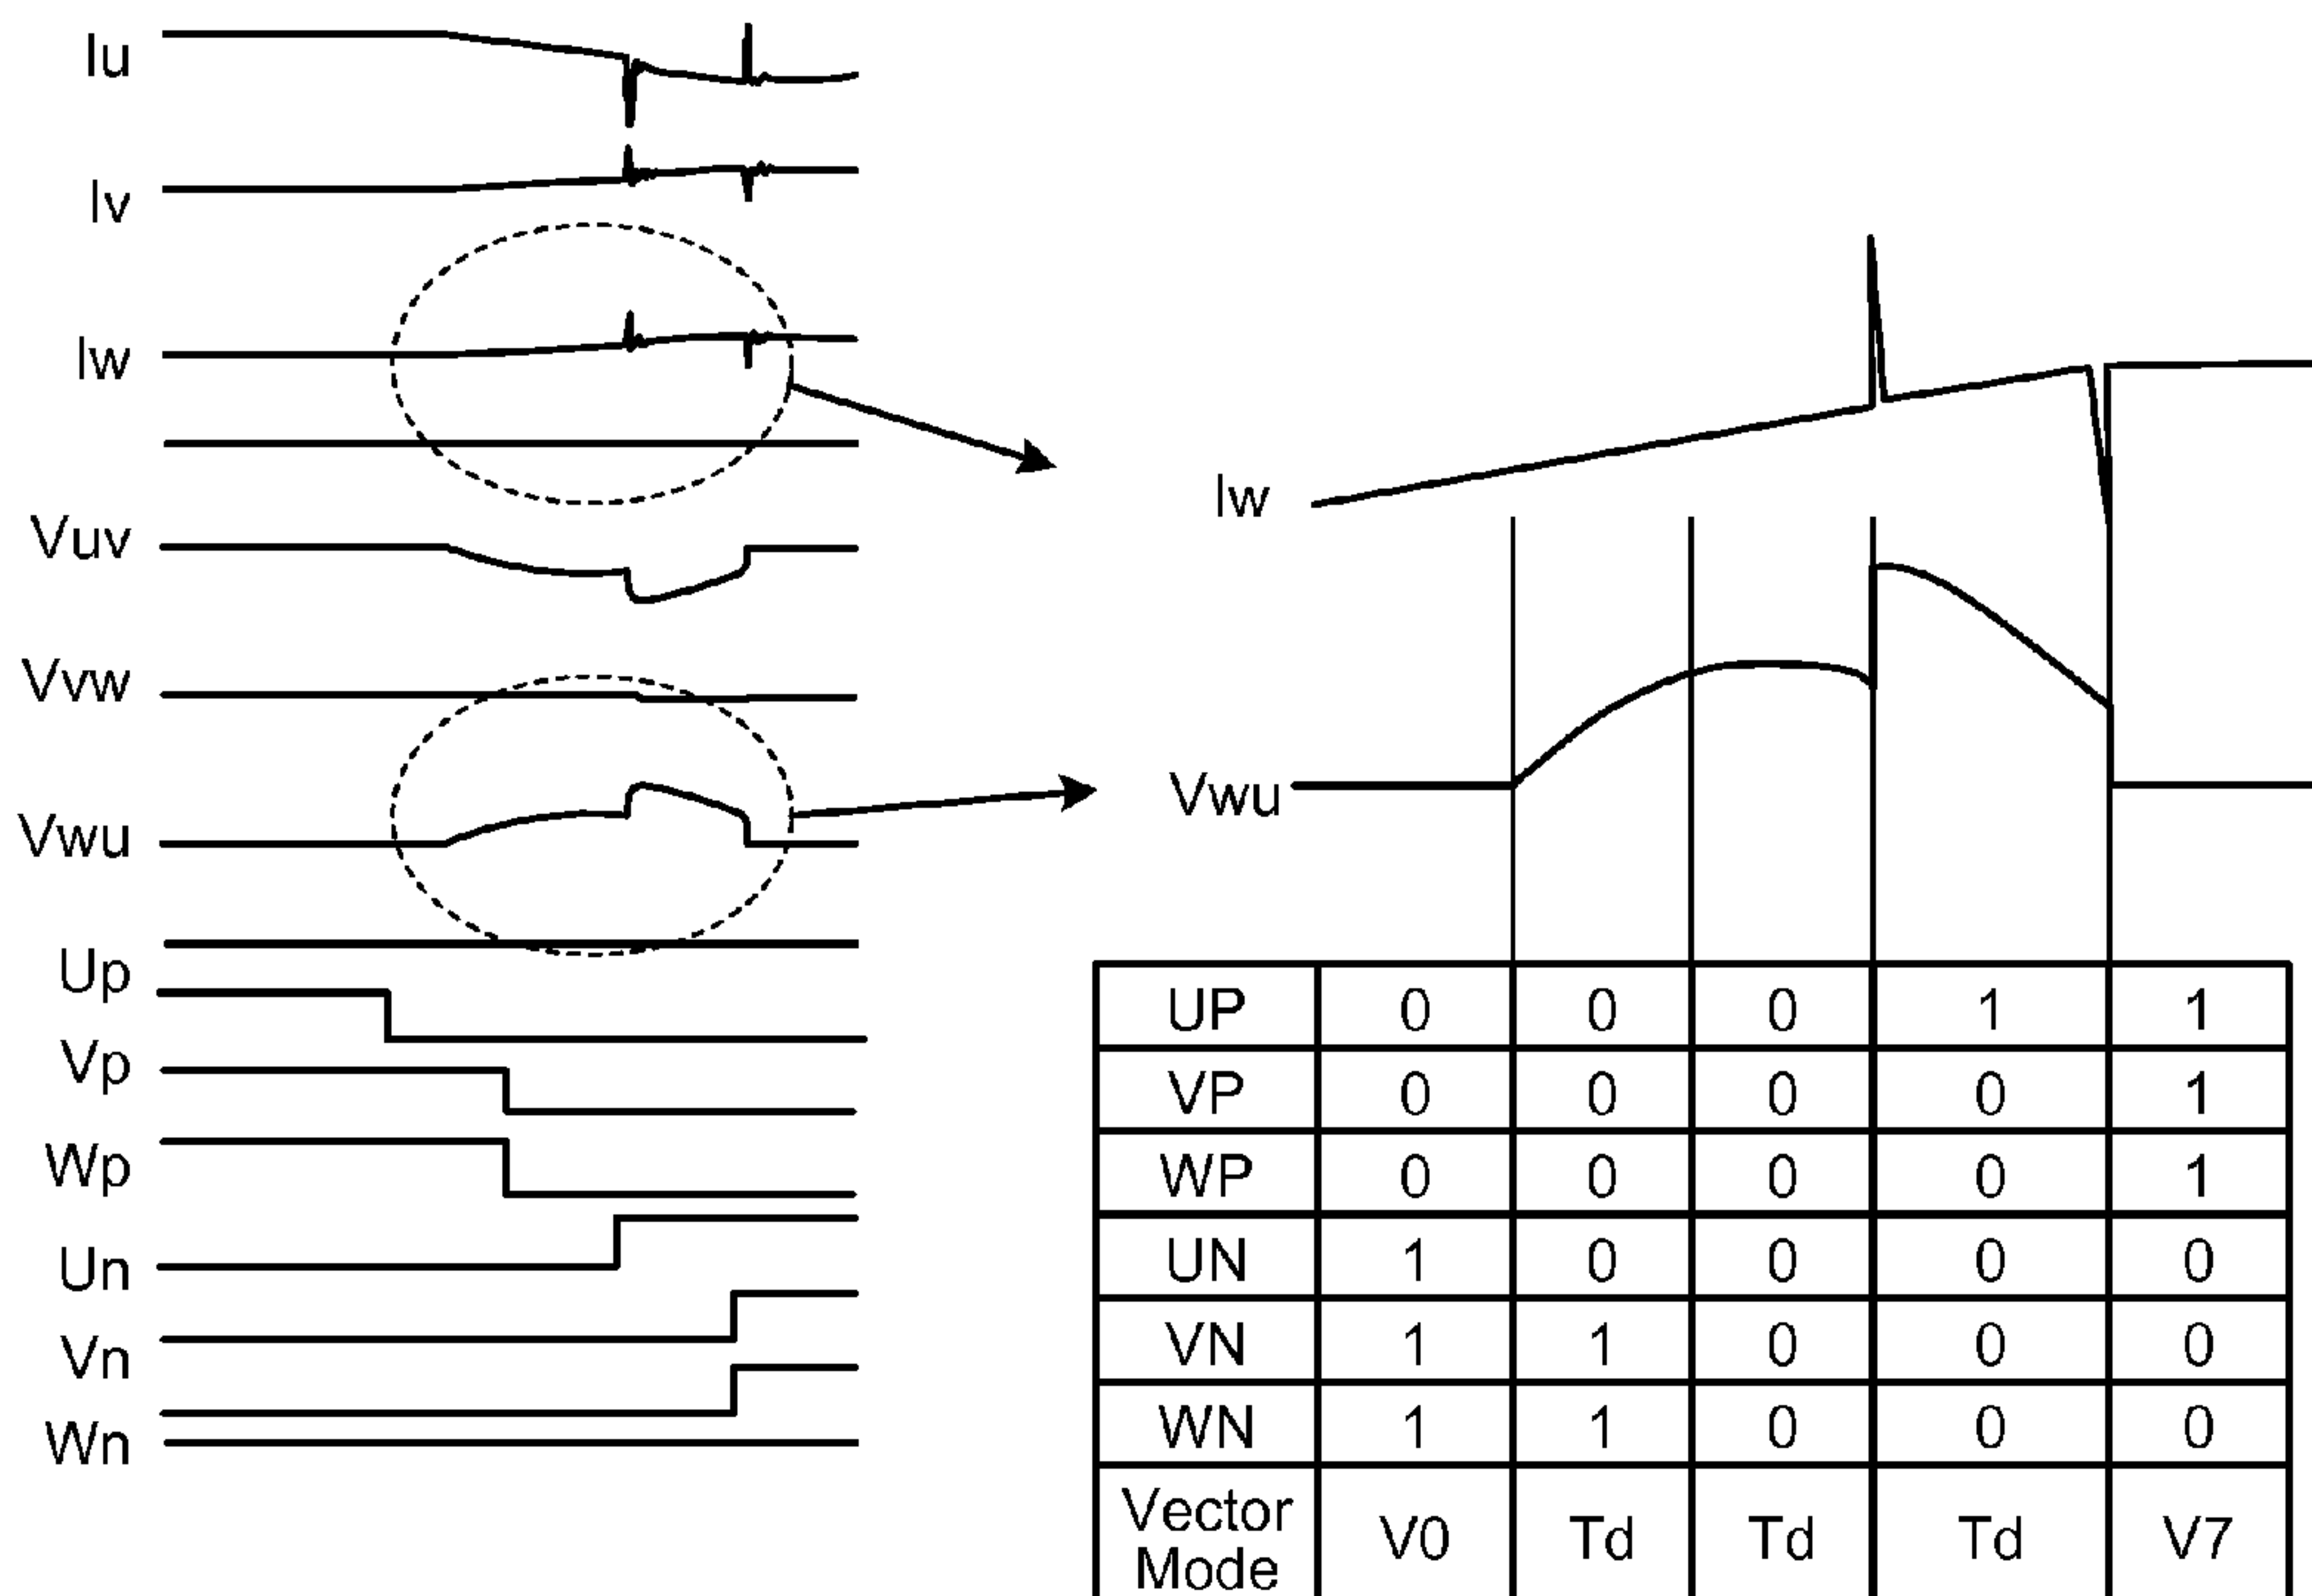 Iu
Iv
Iw
Vuv
Vvw
Vwu
Up
Vp
Wp
Un
Vn
Wn
Iw
Vwu
UP 0 0 0 1 1
VP 0 0 0 0 1
WP 0 0 0 0 1
UN 1 0 0 0 0
VN 1 1 0 0 0
WN 1 1 0 0 0
Vector
Mode V0 Td Td Td V7